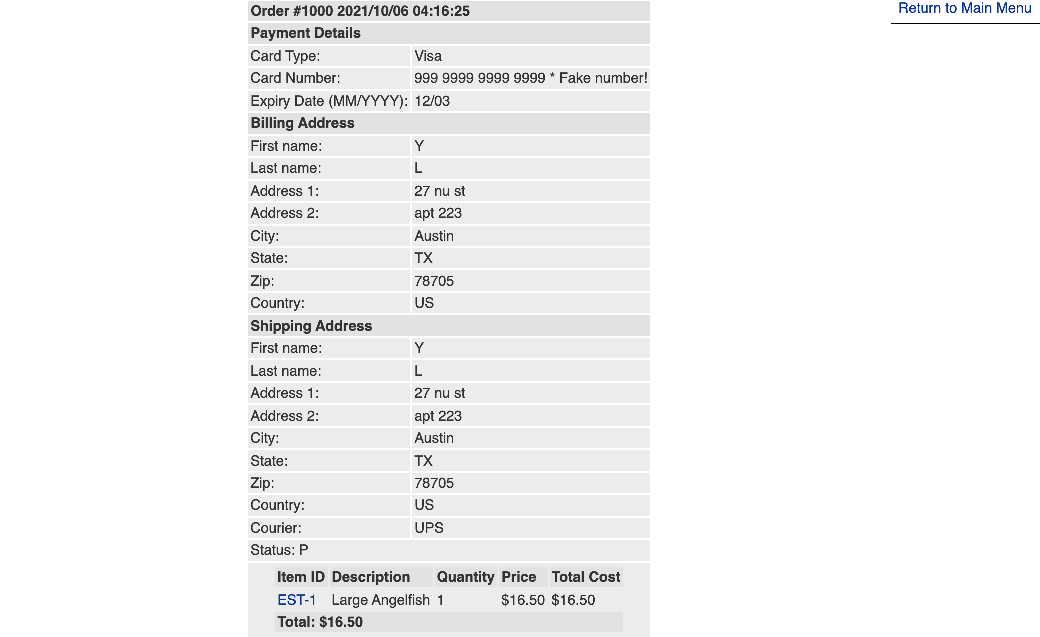 Return to Main Menu
Order #1000 2021/10/06 04:16:25
Payment Details
Card Type: Visa
Card Number: 999 9999 9999 9999 * Fake number!
Expiry Date (MM/YYYY): 12/03
Billing Address
First name: Y
Last name: L
Address 1: 27 nu st
Address 2: apt 223
City: Austin
State: TX
Zip: 78705
Country: US
Shipping Address
First name: Y
Last name: L
Address 1: 27 nu st
Address 2: apt 223
City: Austin
State: TX
Zip: 78705
Country: US
Courier: UPS
Status: P
Item ID Description Quantity Price Total Cost
EST-1 Large Angelfish 1 $16.50 $16.50
Total: $16.50